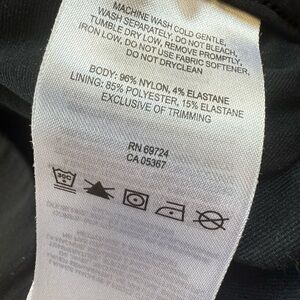 MACHINE WASH COLD GENTLE,
WASH SEPARATELY, DO NOT BLEACH,
TUMBLE DRY LOW, REMOVE PROMPTLY,
IRON LOW, DO NOT USE FABRIC SOFTENER,
DO NOT DRYCLEAN
BODY: 96% NYLON, 4% ELASTANE
LINING: 85% POLYESTER, 15% ELASTANE
EXCLUSIVE OF TRIMMING
RN 69724
CA 05367
30C